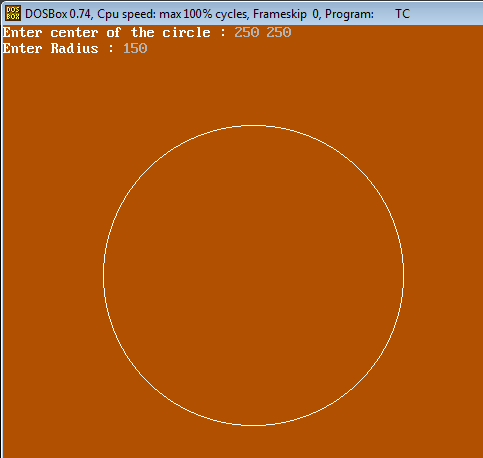 DOS BOX
DOSBox 0.74, Cpu speed: max 100% cycles, Frameskip 0, Program: TC
Enter center of the circle : 250 250
Enter Radius : 150